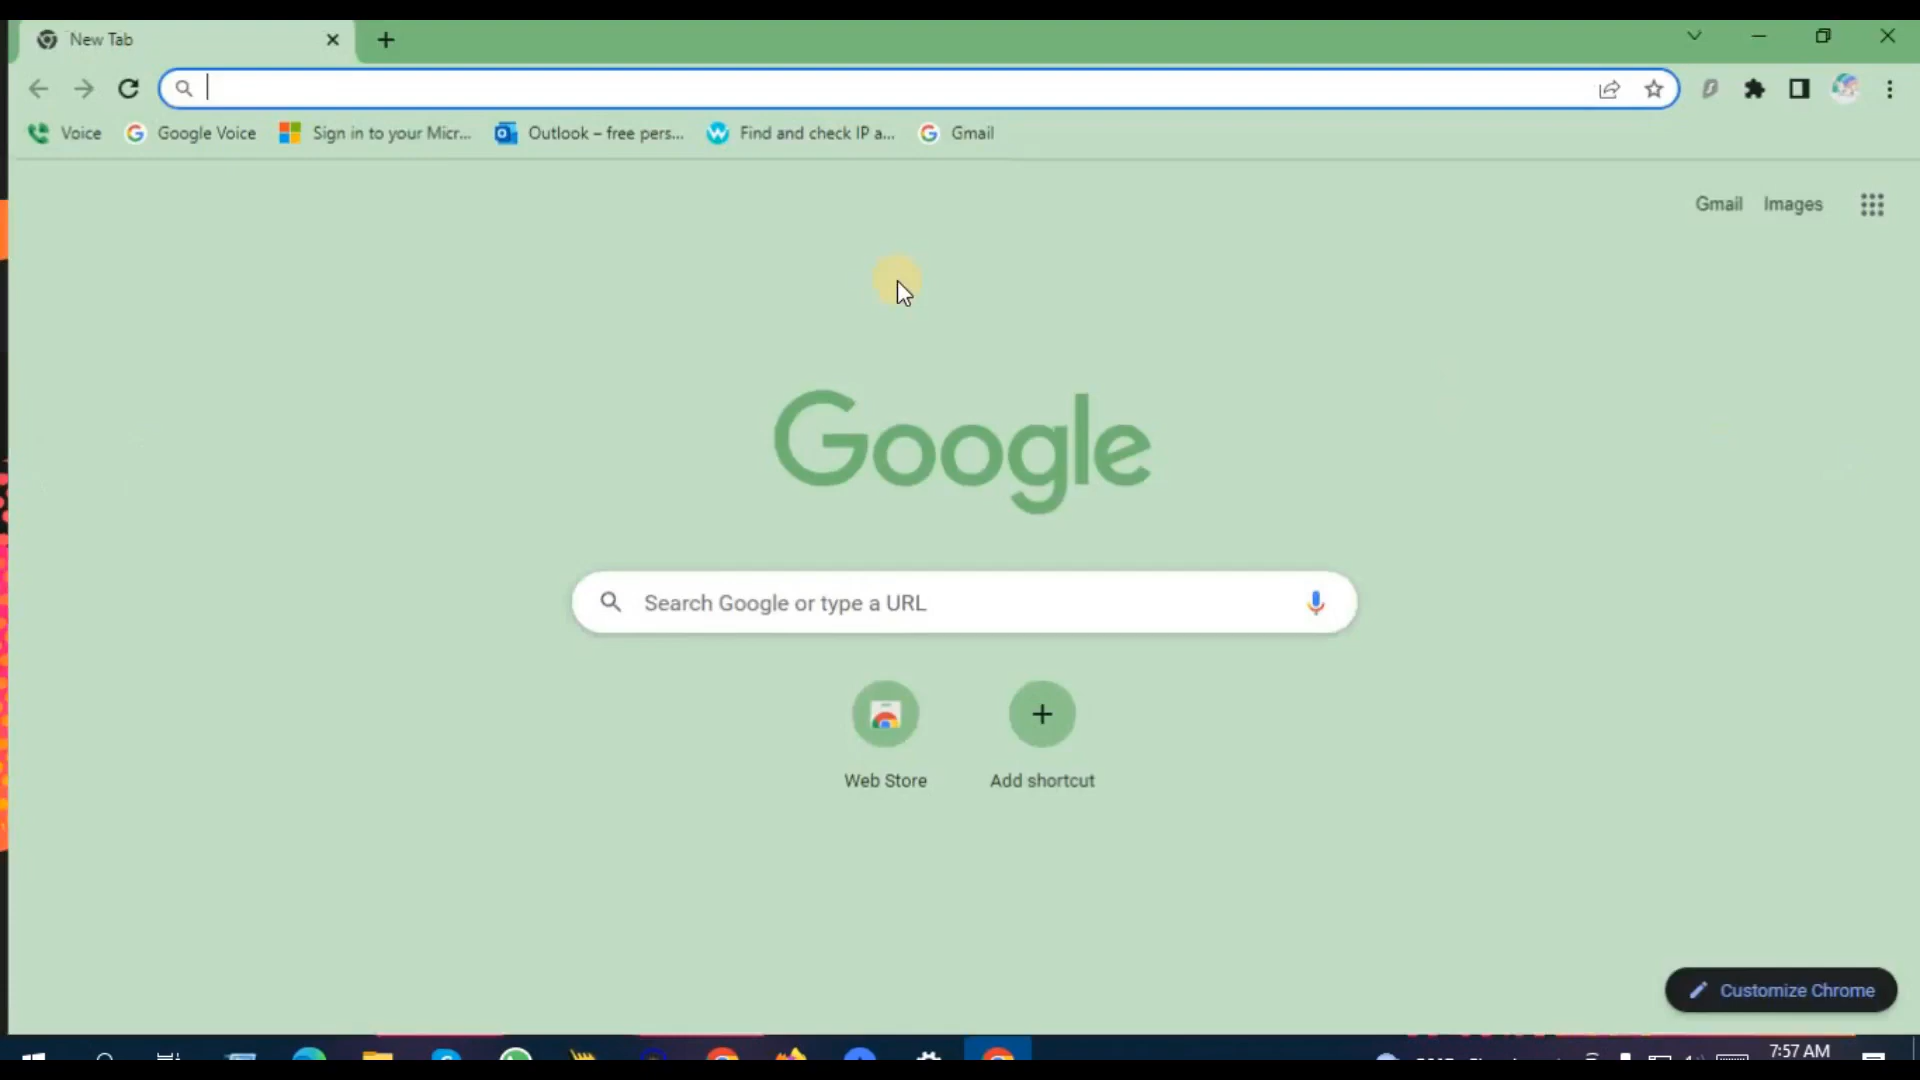 New Tab
Voice
Google Voice
Sign in to your Micr...
Outlook – free pers...
Find and check IP a...
Gmail
Gmail
Images
Google
Search Google or type a URL
Web Store
Add shortcut
Customize Chrome
7:57 AM